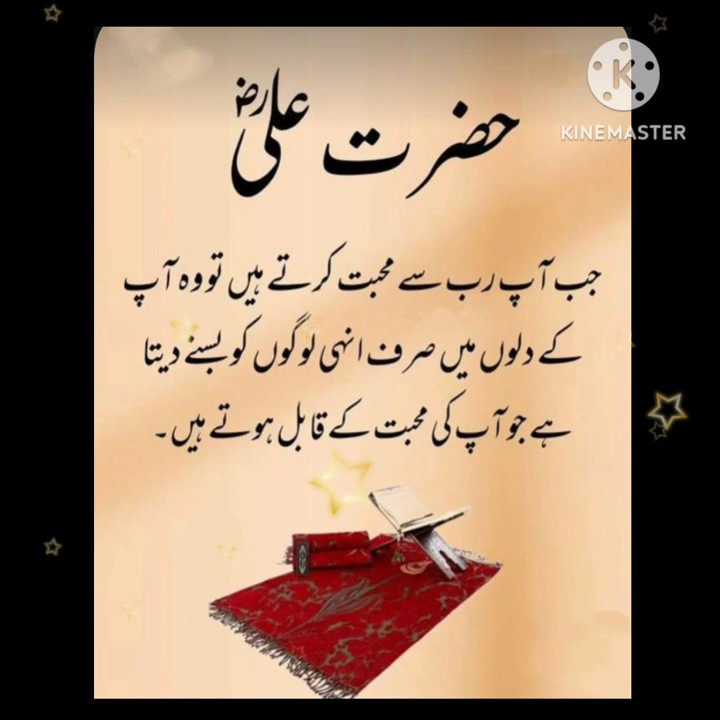 حضرت علیؓ
KINEMASTER
جب آپ رب سے محبت کرتے ہیں تو وہ آپ
کے دلوں میں صرف انہی لوگوں کو بسنے دیتا
ہے جو آپ کی محبت کے قابل ہوتے ہیں۔